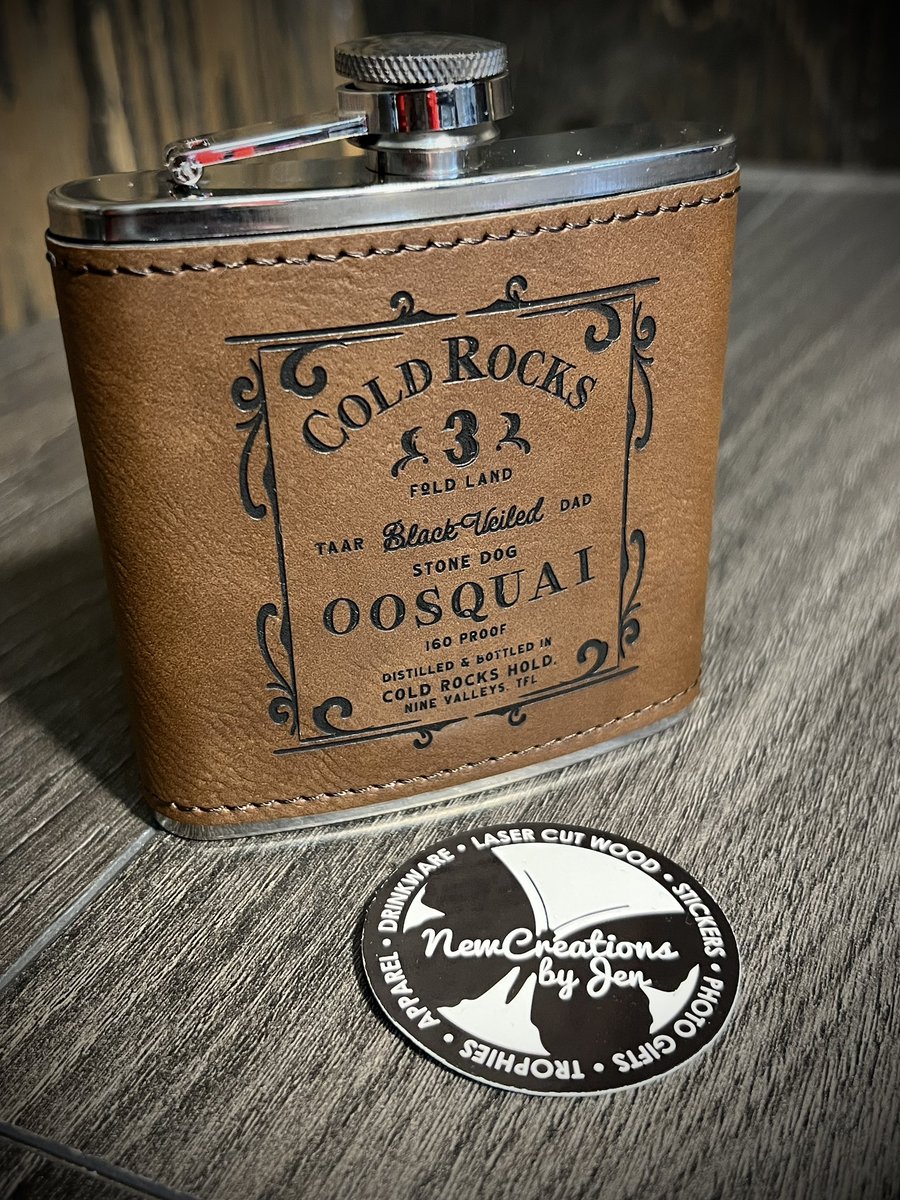 COLD ROCKS
3
FOLD LAND
TAAR Black-Veiled DAD
STONE DOG
OOSQUAI
160 PROOF
DISTILLED & BOTTLED IN
COLD ROCKS HOLD.
NINE VALLEYS, TFL
• DRINKWARE • LASER CUT WOOD • STICKERS • PHOTO GIFTS • TROPHIES • APPAREL
NewCreations
by Jen